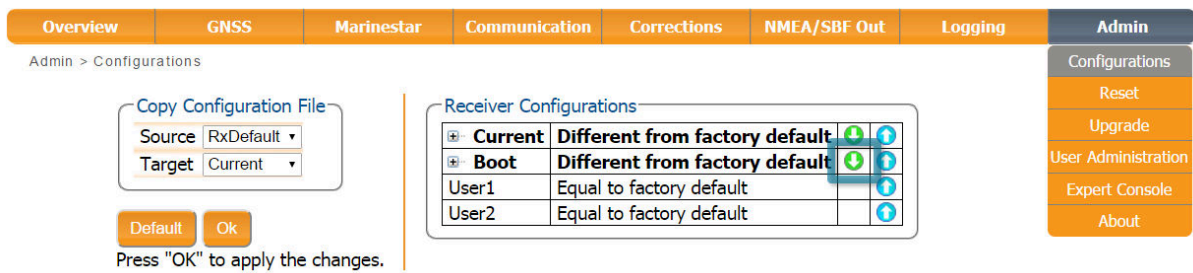 Overview GNSS Marinestar Communication Corrections NMEA/SBF Out Logging Admin
Admin > Configurations
Configurations
Reset
Upgrade
User Administration
Expert Console
About
Copy Configuration File
Source RxDefault
Target Current
Default Ok
Press "OK" to apply the changes.
Receiver Configurations
Current Different from factory default
Boot Different from factory default
User1 Equal to factory default
User2 Equal to factory default